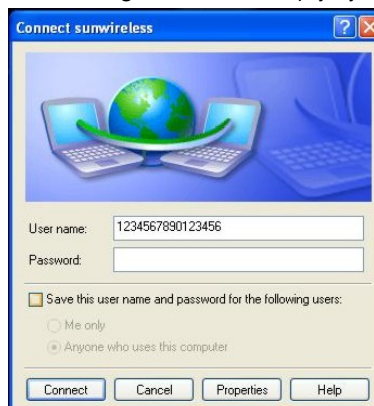 Connect sunwireless
User name: 1234567890123456
Password:
Save this user name and password for the following users:
Me only
Anyone who uses this computer
Connect Cancel Properties Help